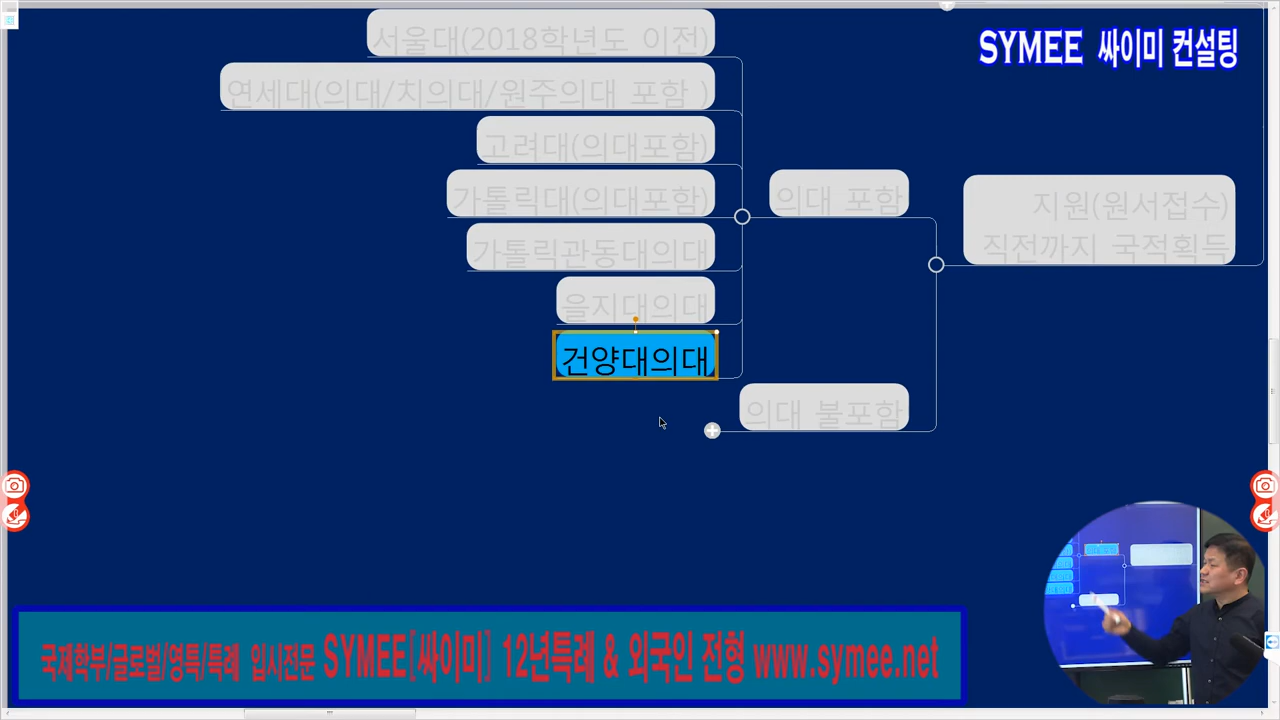 서울대(2018학년도 이전)
SYMEE 싸이미 컨설팅
연세대(의대/치의대/원주의대 포함 )
고려대(의대포함)
가톨릭대(의대포함)
의대 포함
지원(원서접수)
직전까지 국적획득
가톨릭관동대의대
을지대의대
건양대의대
의대 불포함
국제학부/글로벌/영특/특례 입시전문 SYMEE[싸이미] 12년특례 & 외국인 전형 www.symee.net